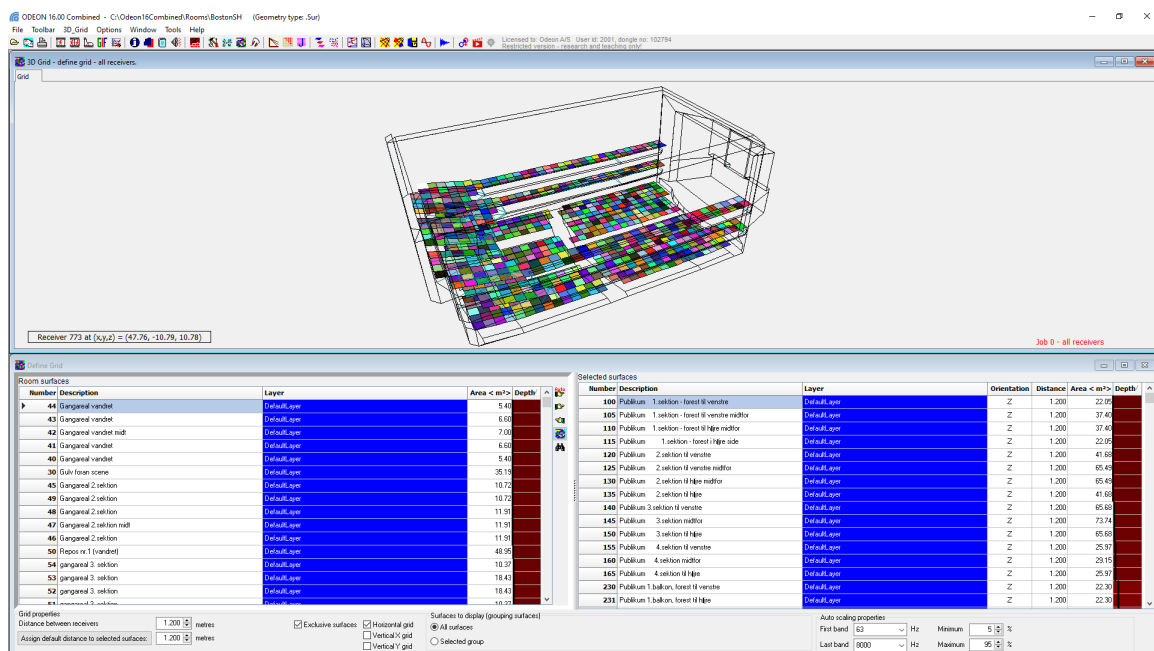 ODEON 16.00 Combined - C:\Odeon16Combined\Rooms\BostonSH (Geometry type: .Sur)
File Toolbar 3D_Grid Options Window Tools Help
Licensed to: Odeon A/S User id: 2001, dongle no: 102794
Restricted version - research and teaching only!
3D Grid - define grid - all receivers.
Grid
Receiver 773 at (x,y,z) = (47.76, -10.79, 10.78)
Job 0 - all receivers
Define Grid
Room surfaces
Number Description Layer Area < m²> Depth
44 Gangareal vandret DefaultLayer 5.40
43 Gangareal vandret DefaultLayer 6.60
42 Gangareal vandret midt DefaultLayer 7.00
41 Gangareal vandret DefaultLayer 6.60
40 Gangareal vandret DefaultLayer 5.40
30 Gulv foran scene DefaultLayer 35.19
45 Gangareal 2.sektion DefaultLayer 10.72
49 Gangareal 2.sektion DefaultLayer 10.72
48 Gangareal 2.sektion DefaultLayer 11.91
47 Gangareal 2.sektion midt DefaultLayer 11.91
46 Gangareal 2.sektion DefaultLayer 11.91
50 Repos nr.1 (vandret) DefaultLayer 48.95
54 gangareal 3. sektion DefaultLayer 10.37
53 gangareal 3. sektion DefaultLayer 18.43
52 gangareal 3. sektion DefaultLayer 18.43
51 gangareal 3. sektion DefaultLayer 10.37
Selected surfaces
Number Description Layer Orientation Distance Area < m²> Depth
100 Publikum 1.sektion - forest til venstre DefaultLayer Z 1.200 22.05
105 Publikum 1.sektion - forest til venstre midtfor DefaultLayer Z 1.200 37.40
110 Publikum 1.sektion - forest til højre midtfor DefaultLayer Z 1.200 37.40
115 Publikum 1.sektion - forest i højre side DefaultLayer Z 1.200 22.05
120 Publikum 2.sektion til venstre DefaultLayer Z 1.200 41.68
125 Publikum 2.sektion til venstre midtfor DefaultLayer Z 1.200 65.49
130 Publikum 2.sektion til højre midtfor DefaultLayer Z 1.200 65.49
135 Publikum 2.sektion til højre DefaultLayer Z 1.200 41.68
140 Publikum 3.sektion til venstre DefaultLayer Z 1.200 65.68
145 Publikum 3.sektion midtfor DefaultLayer Z 1.200 73.74
150 Publikum 3.sektion til højre DefaultLayer Z 1.200 65.68
155 Publikum 4.sektion til venstre DefaultLayer Z 1.200 25.97
160 Publikum 4.sektion midtfor DefaultLayer Z 1.200 29.15
165 Publikum 4.sektion til højre DefaultLayer Z 1.200 25.97
230 Publikum 1.balkon, forest til venstre DefaultLayer Z 1.200 22.30
231 Publikum 1.balkon, forest til højre DefaultLayer Z 1.200 22.30
Grid properties
Distance between receivers 1.200 metres
Assign default distance to selected surfaces: 1.200 metres
Exclusive surfaces Horizontal grid
Vertical X grid
Vertical Y grid
Surfaces to display (grouping surfaces)
All surfaces
Selected group
Auto scaling properties
First band 63 Hz Minimum 5 %
Last band 8000 Hz Maximum 95 %